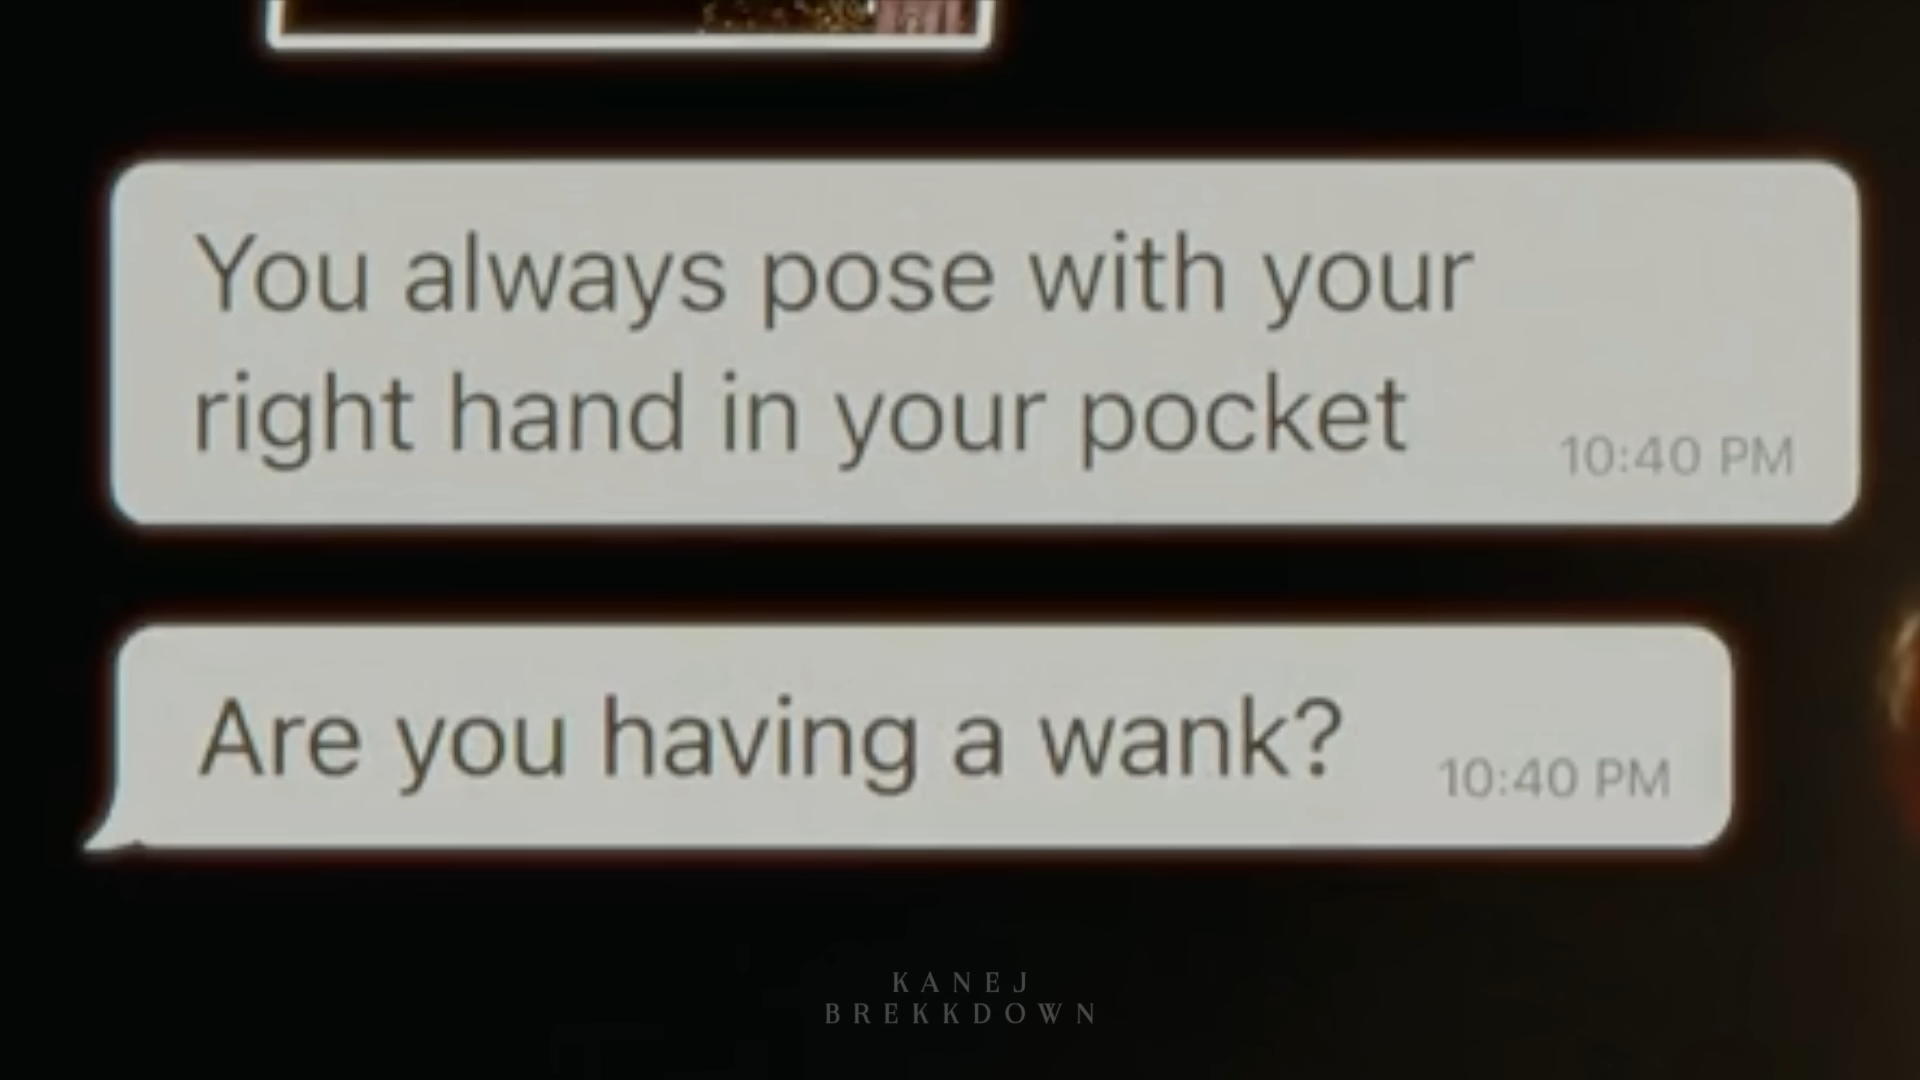 You always pose with your
right hand in your pocket
10:40 PM
Are you having a wank?
10:40 PM
KANEJ
BREKKDOWN